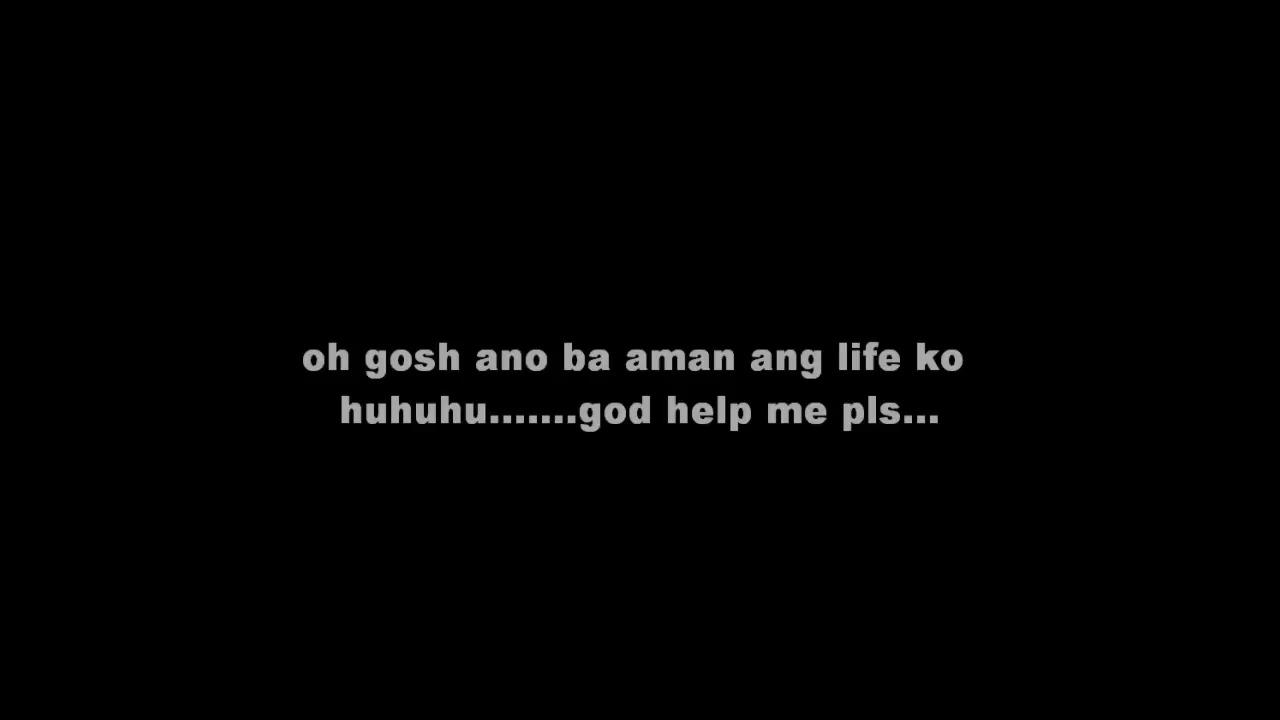 oh gosh ano ba aman ang life ko
huhuhu.......god help me pls...